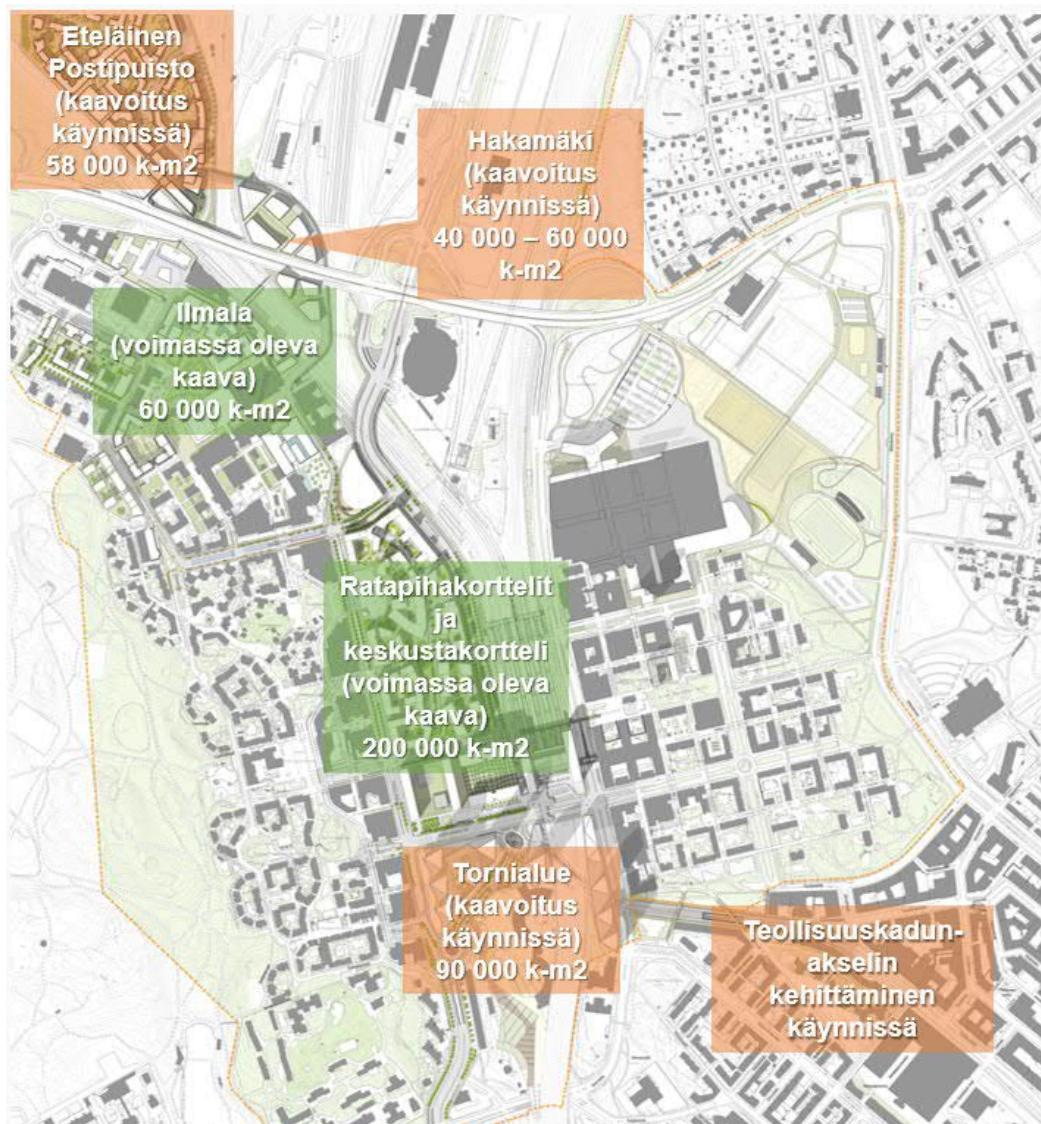 Eteläinen
Postipuisto
(kaavoitus
käynnissä)
58 000 k-m2
Hakamäki
(kaavoitus
käynnissä)
40 000 – 60 000
k-m2
Ilmala
(voimassa oleva
kaava)
60 000 k-m2
Ratapihakorttelit
ja
keskustakortteli
(voimassa oleva
kaava)
200 000 k-m2
Tornialue
(kaavoitus
käynnissä)
90 000 k-m2
Teollisuuskadun-
akselin
kehittäminen
käynnissä